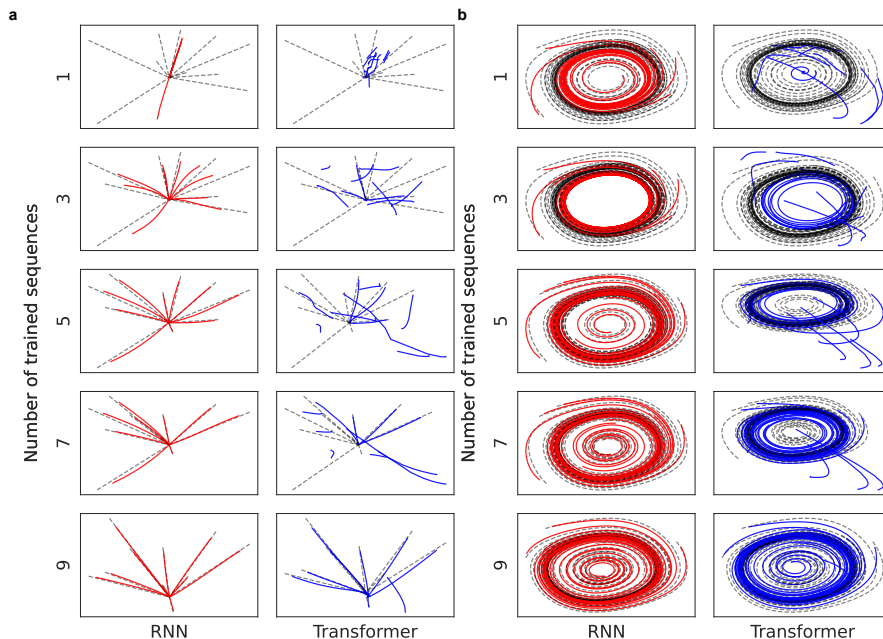 a
b
1
3
5
7
9
Number of trained sequences
RNN
Transformer
1
3
5
7
9
Number of trained sequences
RNN
Transformer